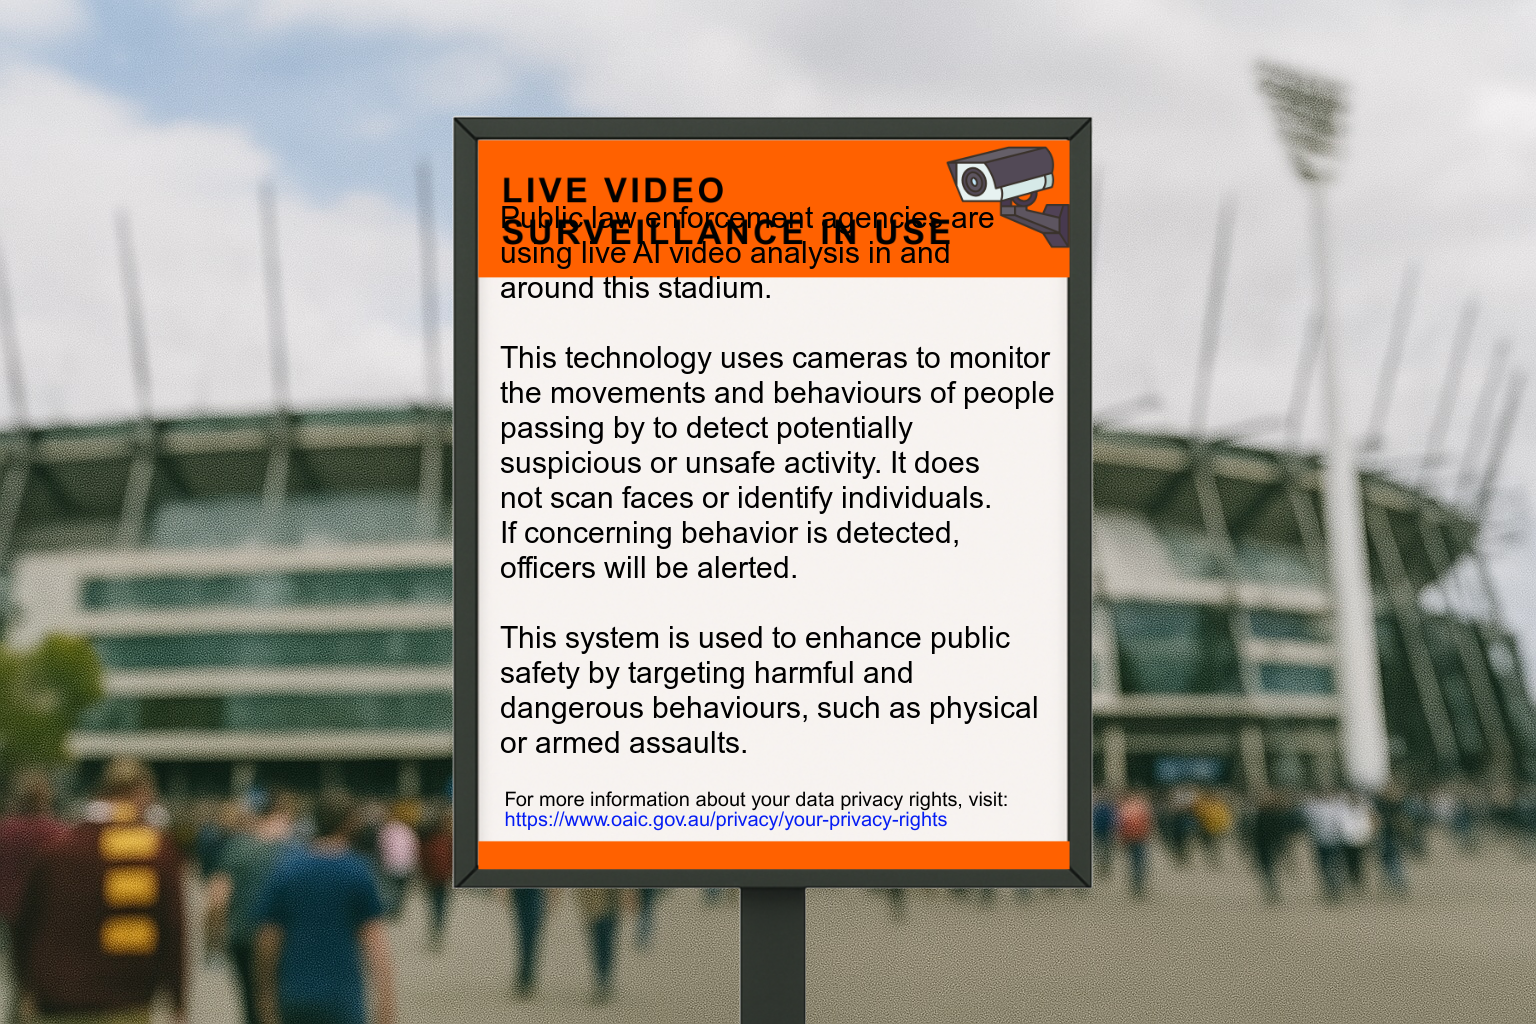 LIVE VIDEO
SURVEILLANCE IN USE
Public law enforcement agencies are
using live AI video analysis in and
around this stadium.
This technology uses cameras to monitor
the movements and behaviours of people
passing by to detect potentially
suspicious or unsafe activity. It does
not scan faces or identify individuals.
If concerning behavior is detected,
officers will be alerted.
This system is used to enhance public
safety by targeting harmful and
dangerous behaviours, such as physical
or armed assaults.
For more information about your data privacy rights, visit:
https://www.oaic.gov.au/privacy/your-privacy-rights